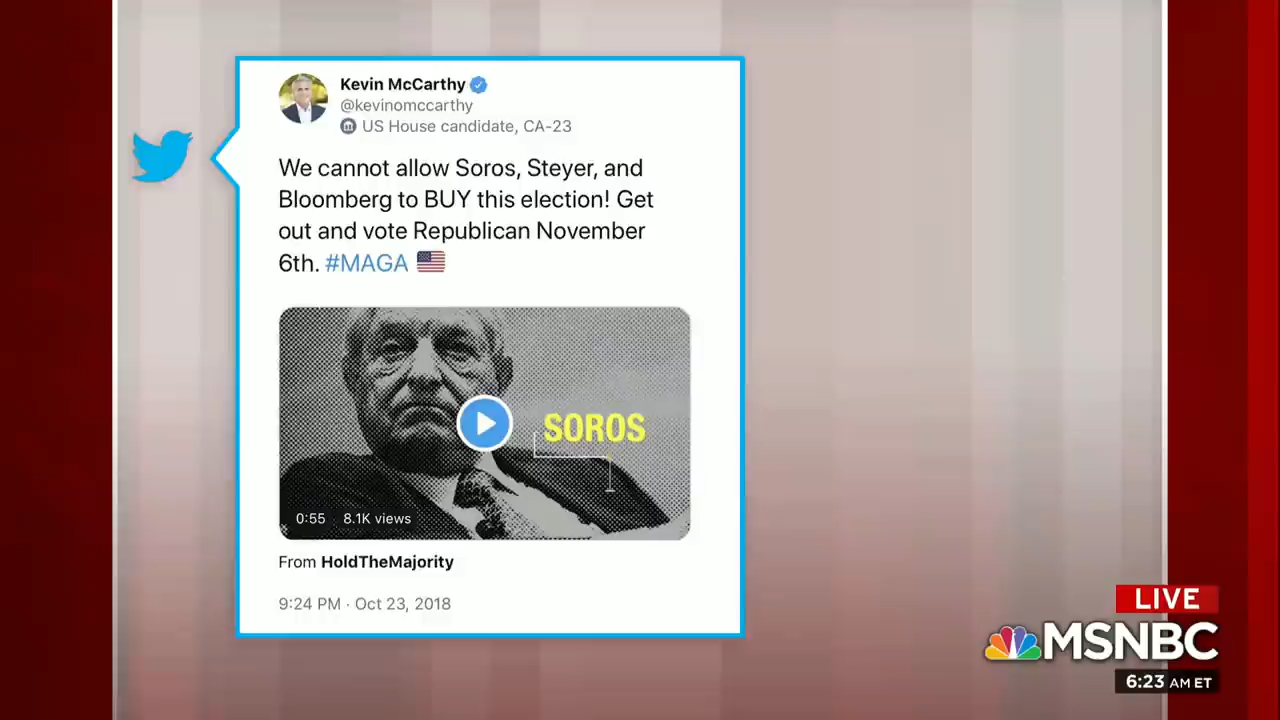 Kevin McCarthy
@kevinomccarthy
US House candidate, CA-23
We cannot allow Soros, Steyer, and
Bloomberg to BUY this election! Get
out and vote Republican November
6th. #MAGA 🇺🇸
SOROS
0:55 8.1K views
From HoldTheMajority
9:24 PM · Oct 23, 2018
LIVE
MSNBC
6:23 AM ET